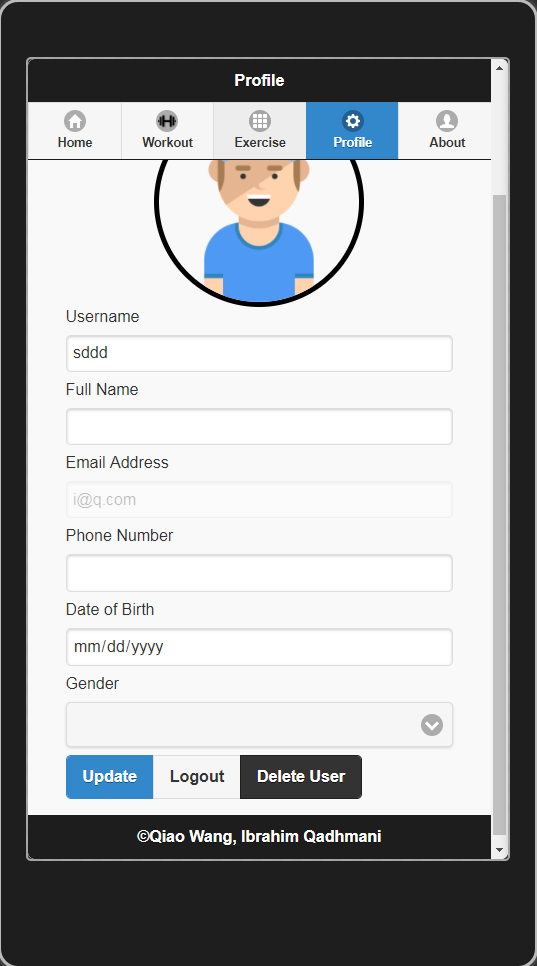 Profile
Home Workout Exercise Profile About
Username
sddd
Full Name
Email Address
i@q.com
Phone Number
Date of Birth
mm/dd/yyyy
Gender
Update Logout Delete User
©Qiao Wang, Ibrahim Qadhmani